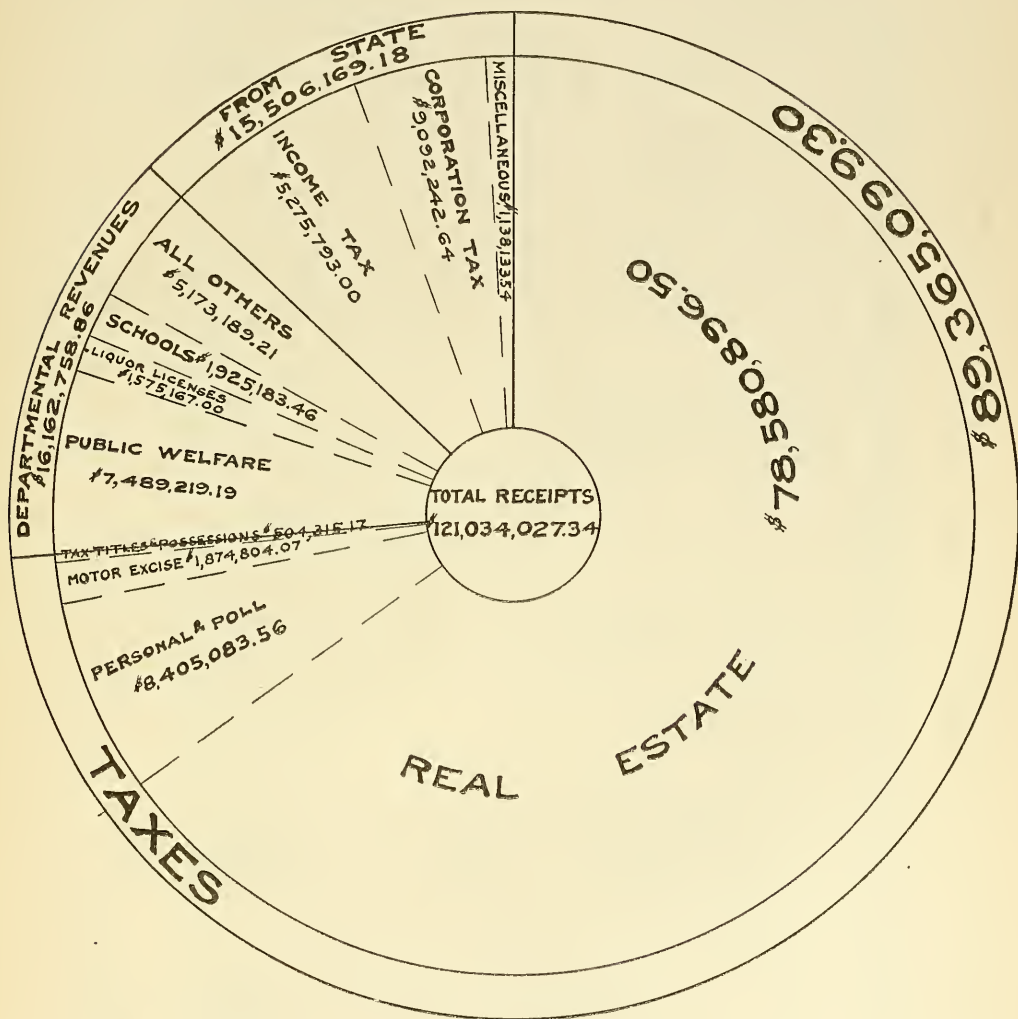 FROM STATE
$15,506,169.18
MISCELLANEOUS $1,138,133.54
CORPORATION TAX
$9,092,242.64
INCOME TAX
$5,275,793.00
DEPARTMENTAL REVENUES
$16,162,758.86
ALL OTHERS
$5,173,189.21
SCHOOLS $1,925,183.46
LIQUOR LICENSES
$1,575,167.00
PUBLIC WELFARE
$7,489,219.19
TOTAL RECEIPTS
$121,034,027.34
TAX TITLES & POSSESSIONS $504,315.17
MOTOR EXCISE $1,874,804.07
PERSONAL & POLL
$8,405,083.56
TAXES
$89,365,099.30
REAL ESTATE
$78,580,896.50